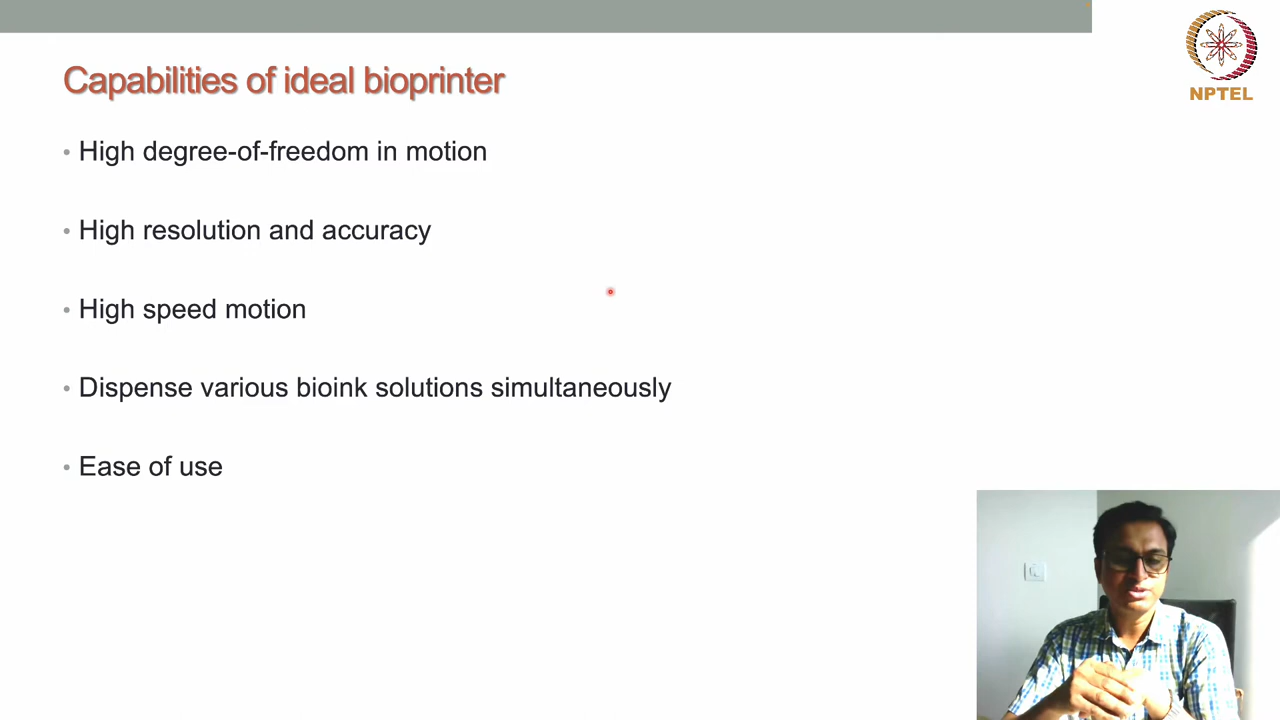 Capabilities of ideal bioprinter
NPTEL
• High degree-of-freedom in motion
• High resolution and accuracy
• High speed motion
• Dispense various bioink solutions simultaneously
• Ease of use